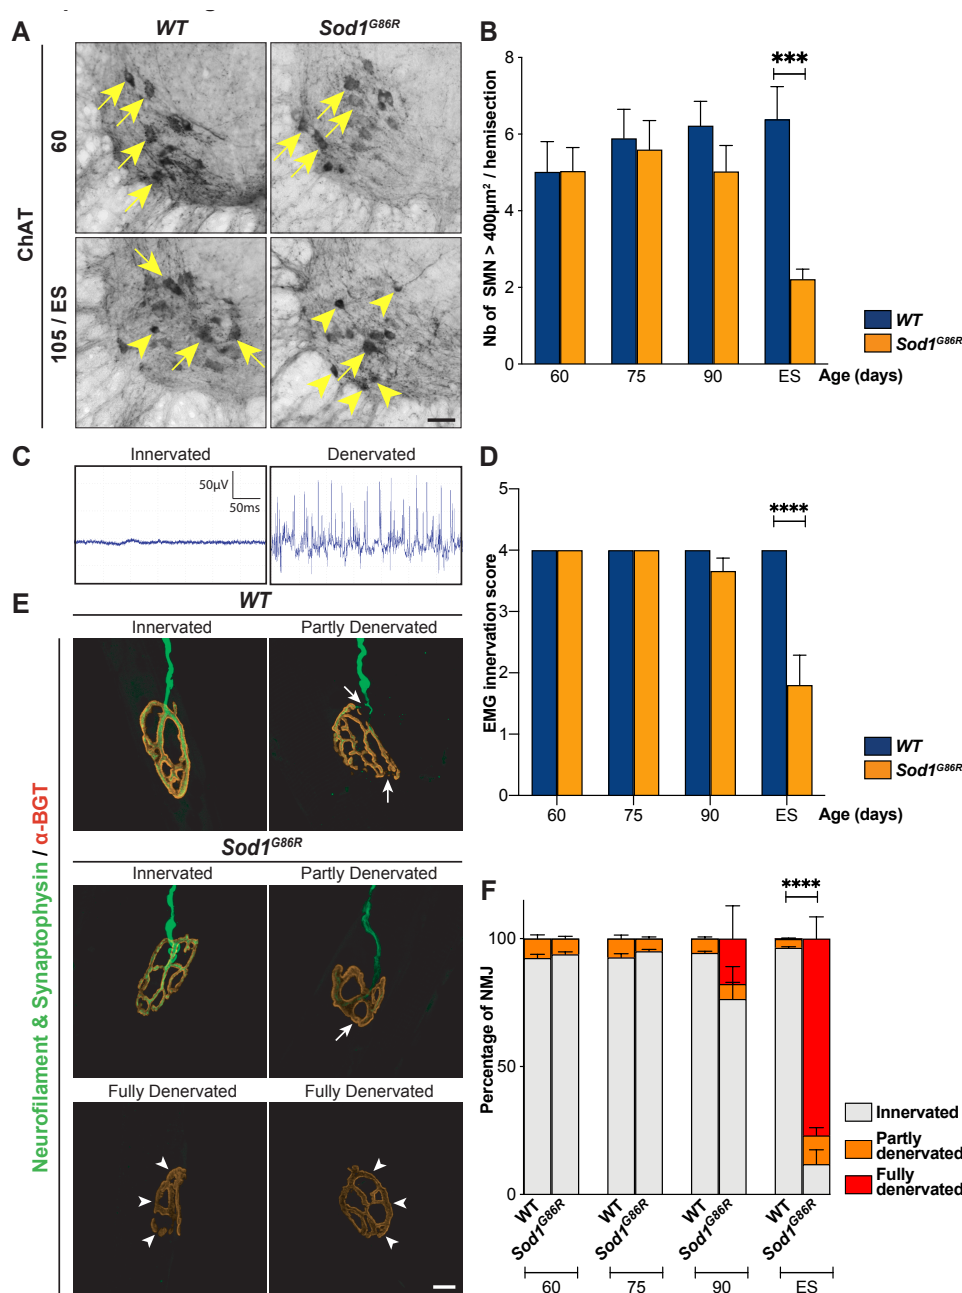 A
WT
Sod1G86R
ChAT
60
105 / ES
B
Nb of SMN > 400µm² / hemisection
8
6
4
2
0
***
WT
Sod1G86R
60
75
90
ES
Age (days)
C
Innervated
Denervated
50µV
50ms
D
EMG innervation score
5
4
3
2
1
0
****
WT
Sod1G86R
60
75
90
ES
Age (days)
E
WT
Innervated
Partly Denervated
Sod1G86R
Innervated
Partly Denervated
Fully Denervated
Fully Denervated
Neurofilament & Synaptophysin / α-BGT
F
Percentage of NMJ
100
50
0
****
Innervated
Partly
denervated
Fully
denervated
WT
Sod1G86R
WT
Sod1G86R
WT
Sod1G86R
WT
Sod1G86R
60
75
90
ES